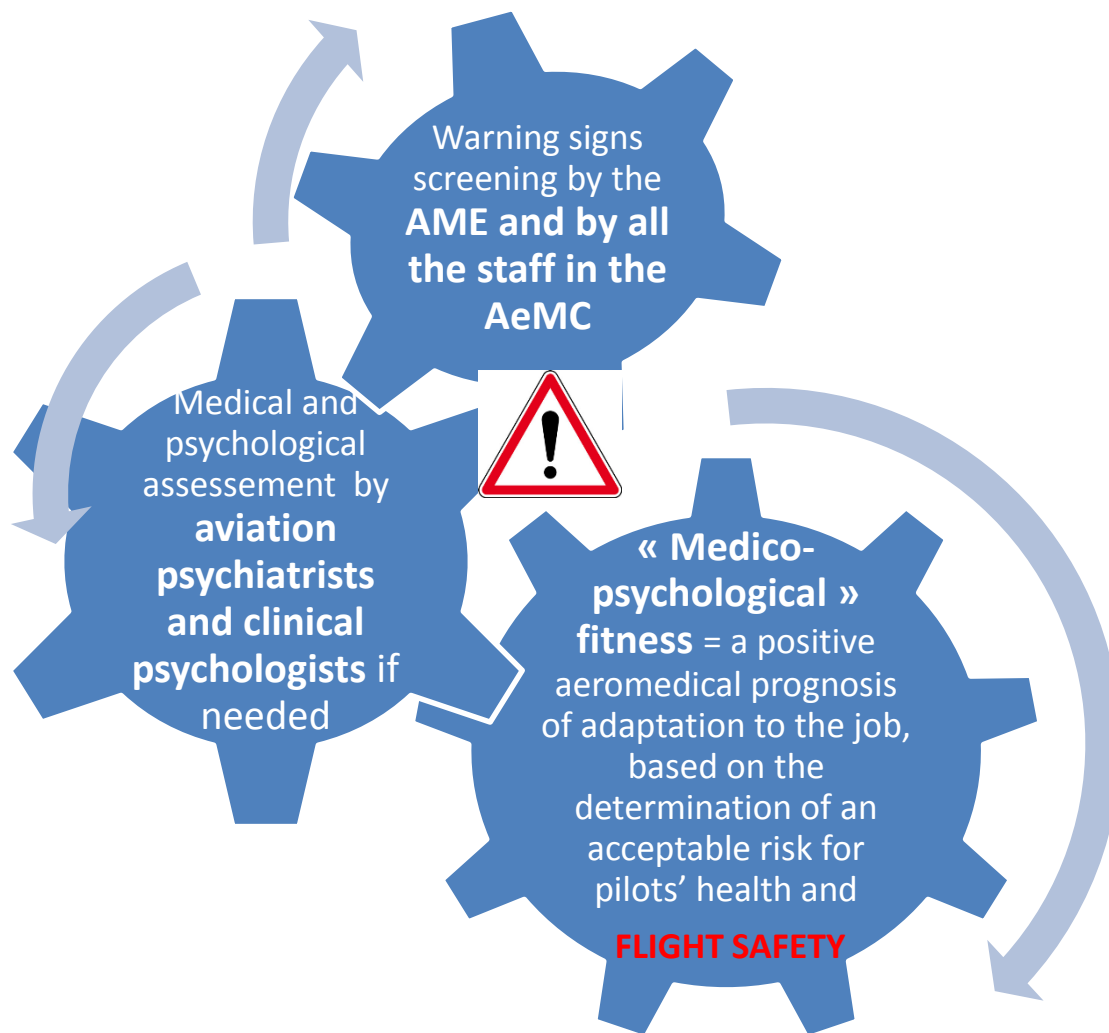 Warning signs
screening by the
AME and by all
the staff in the
AeMC
Medical and
psychological
assessement by
aviation
psychiatrists
and clinical
psychologists if
needed
« Medico-
psychological »
fitness = a positive
aeromedical prognosis
of adaptation to the job,
based on the
determination of an
acceptable risk for
pilots’ health and
FLIGHT SAFETY